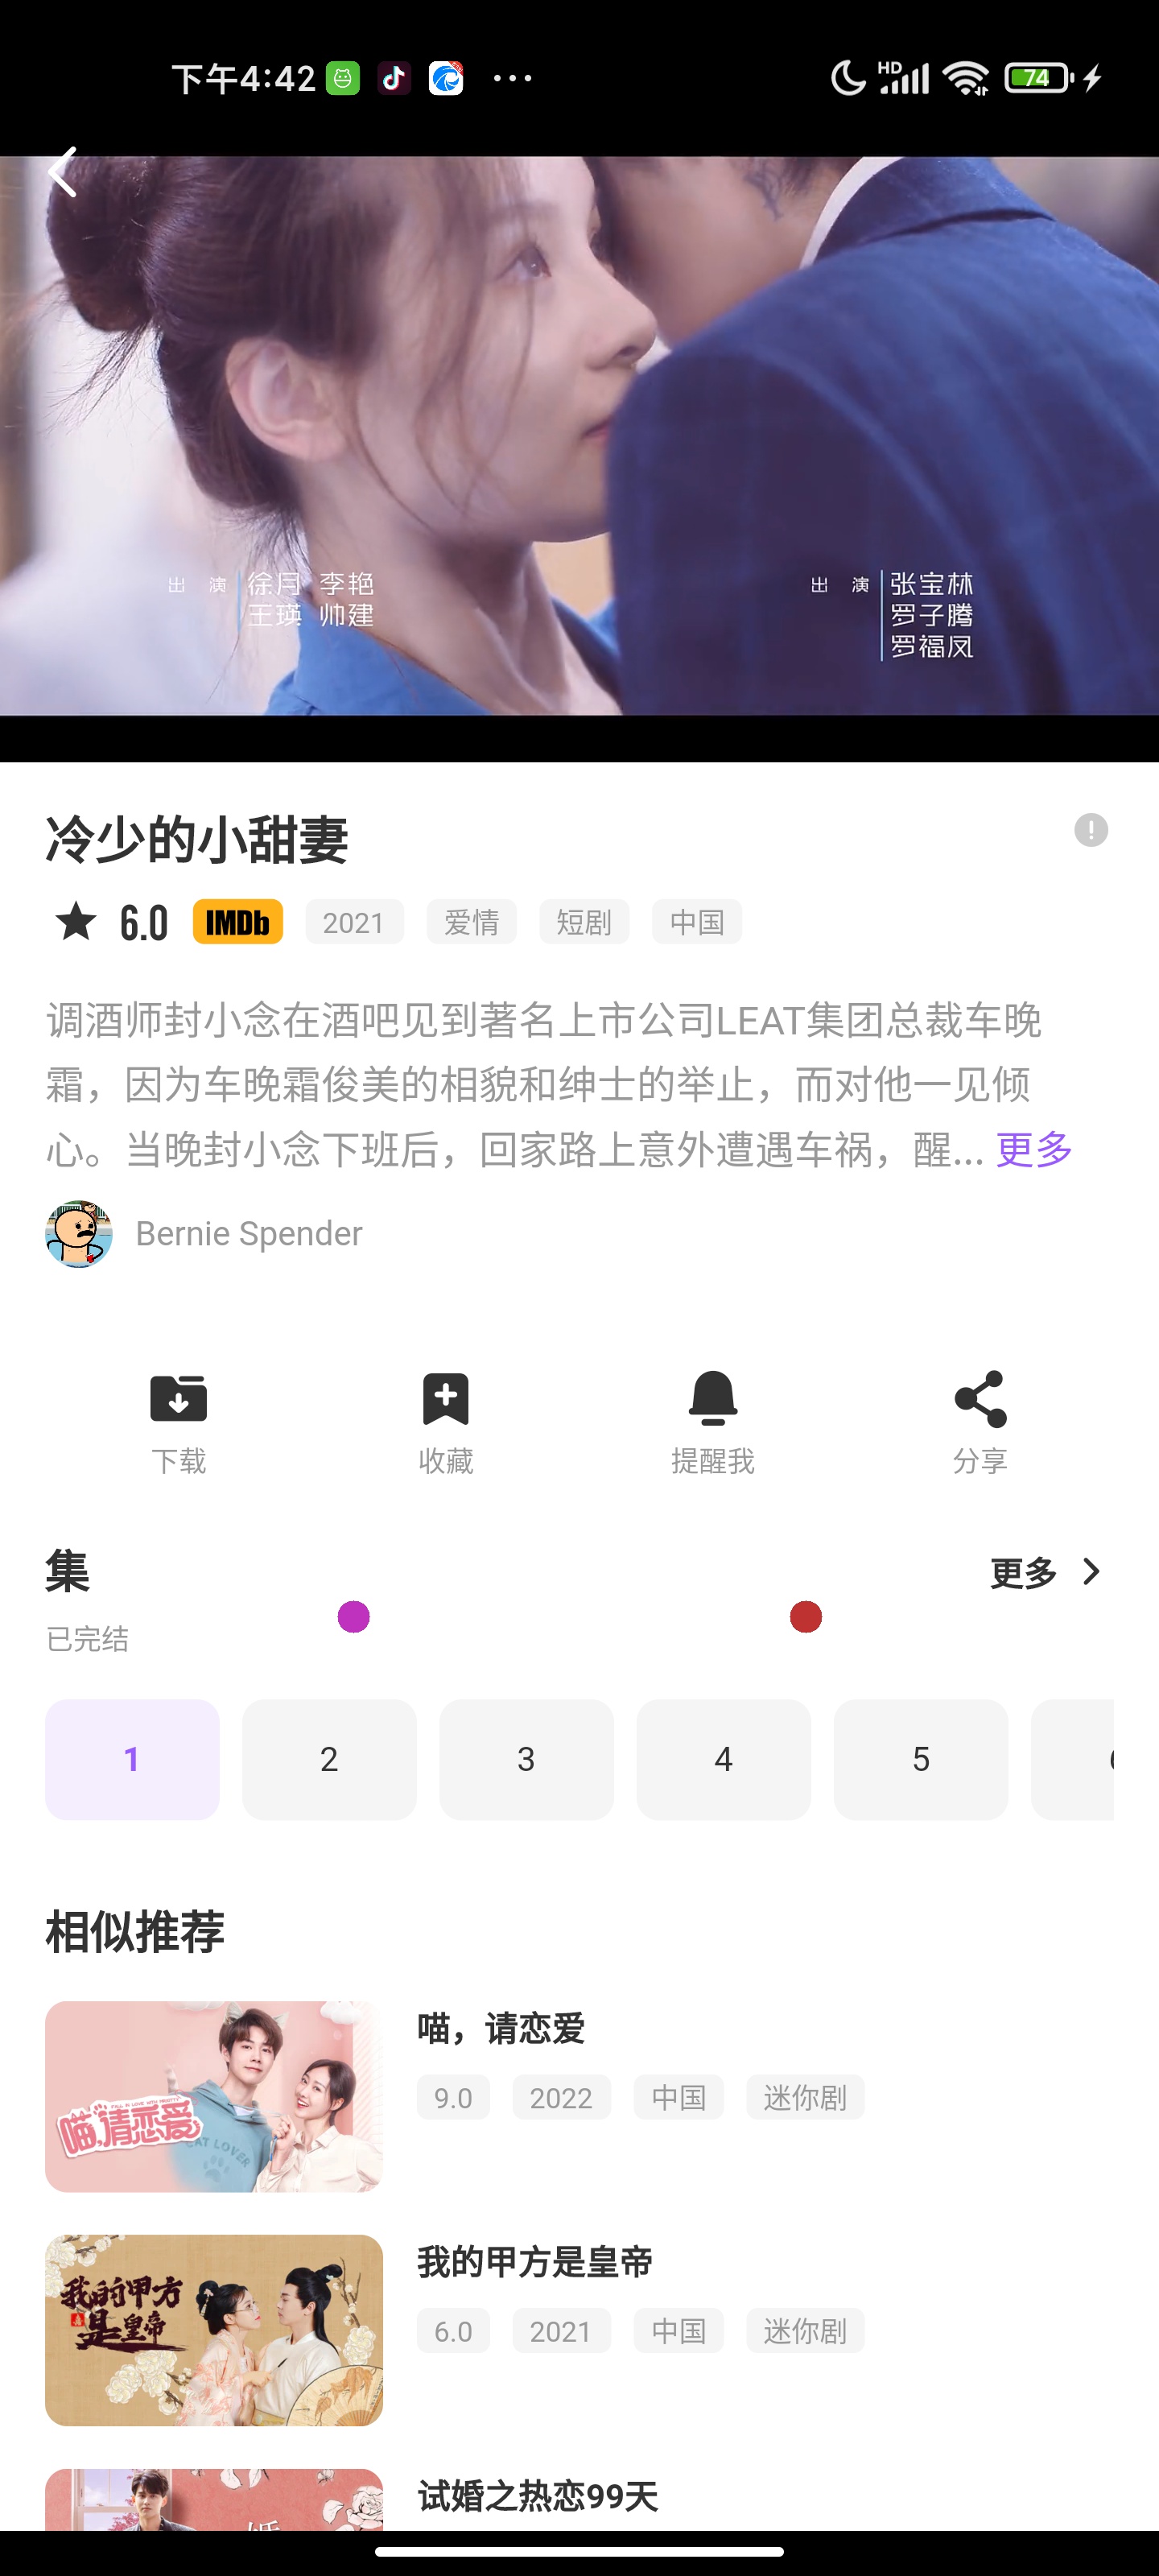 下午4:42
HD
74
出 演 徐月 李艳
王瑛 帅建
出 演 张宝林
罗子腾
罗福凤
冷少的小甜妻
6.0 IMDb 2021 爱情 短剧 中国
调酒师封小念在酒吧见到著名上市公司LEAT集团总裁车晚
霜，因为车晚霜俊美的相貌和绅士的举止，而对他一见倾
心。当晚封小念下班后，回家路上意外遭遇车祸，醒... 更多
Bernie Spender
下载 收藏 提醒我 分享
集
更多
已完结
1 2 3 4 5
相似推荐
喵，请恋爱
9.0 2022 中国 迷你剧
喵,请恋爱
CAT LOVER
我的甲方是皇帝
6.0 2021 中国 迷你剧
我的甲方
是皇帝
试婚之热恋99天